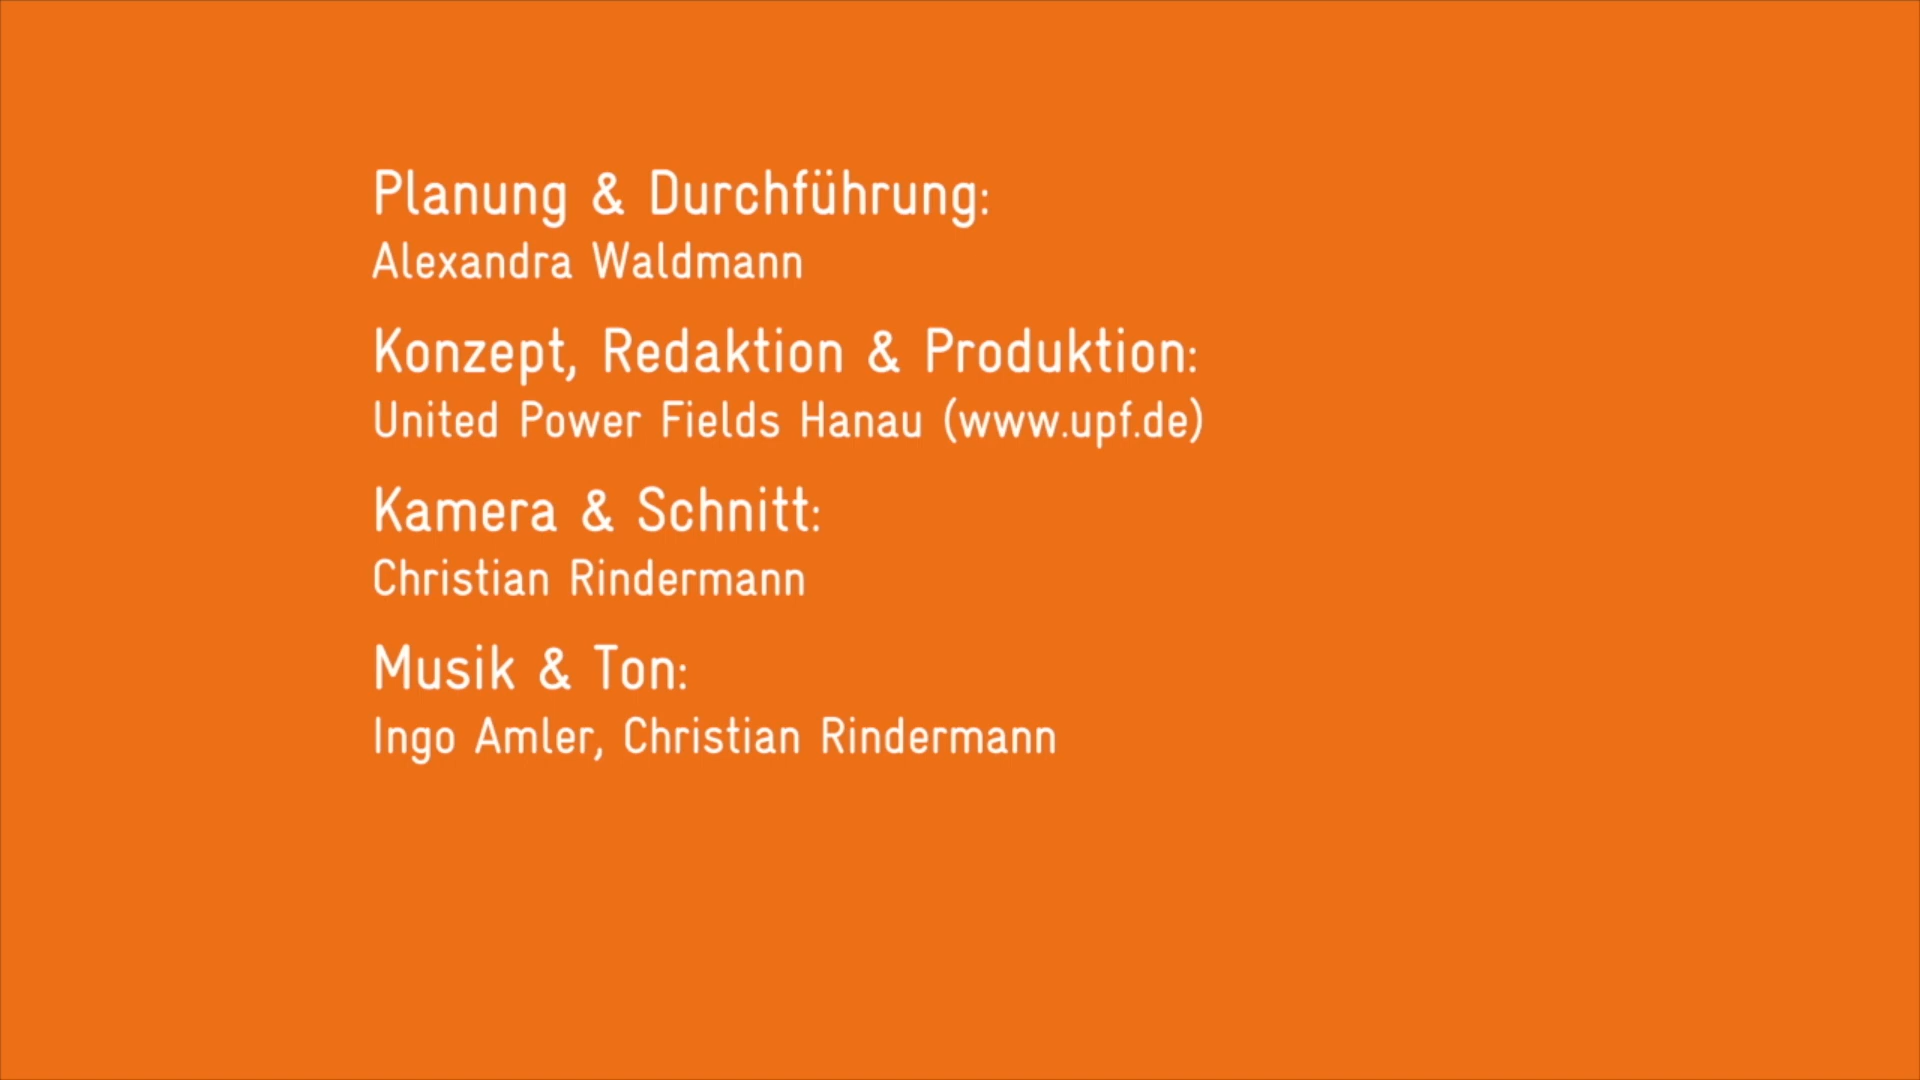 Planung & Durchführung:
Alexandra Waldmann
Konzept, Redaktion & Produktion:
United Power Fields Hanau (www.upf.de)
Kamera & Schnitt:
Christian Rindermann
Musik & Ton:
Ingo Amler, Christian Rindermann